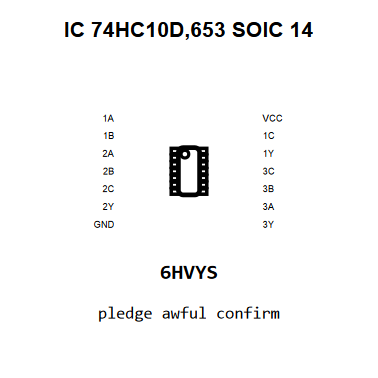 IC 74HC10D,653 SOIC 14
1A VCC
1B 1C
2A 1Y
2B 3C
2C 3B
2Y 3A
GND 3Y
6HVYS
pledge awful confirm